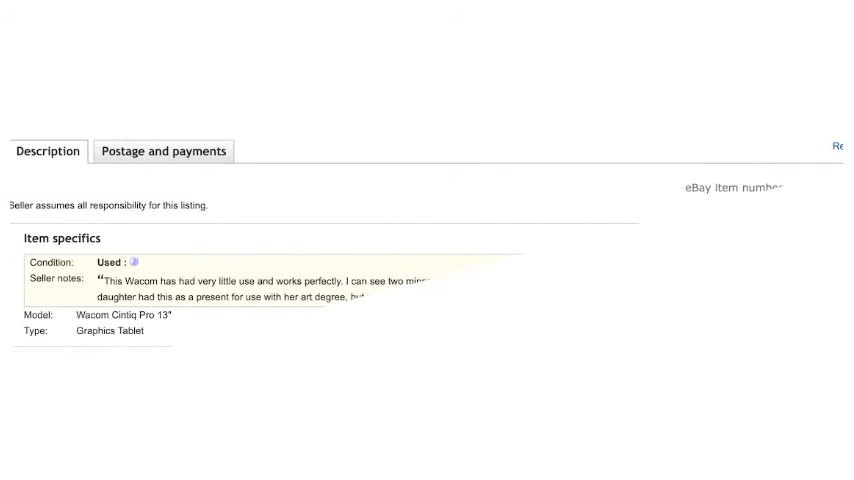 Description
Postage and payments
eBay item number
Seller assumes all responsibility for this listing.
Item specifics
Condition: Used :
Seller notes: “This Wacom has had very little use and works perfectly. I can see two
daughter had this as a present for use with her art degree,
Model: Wacom Cintiq Pro 13"
Type: Graphics Tablet